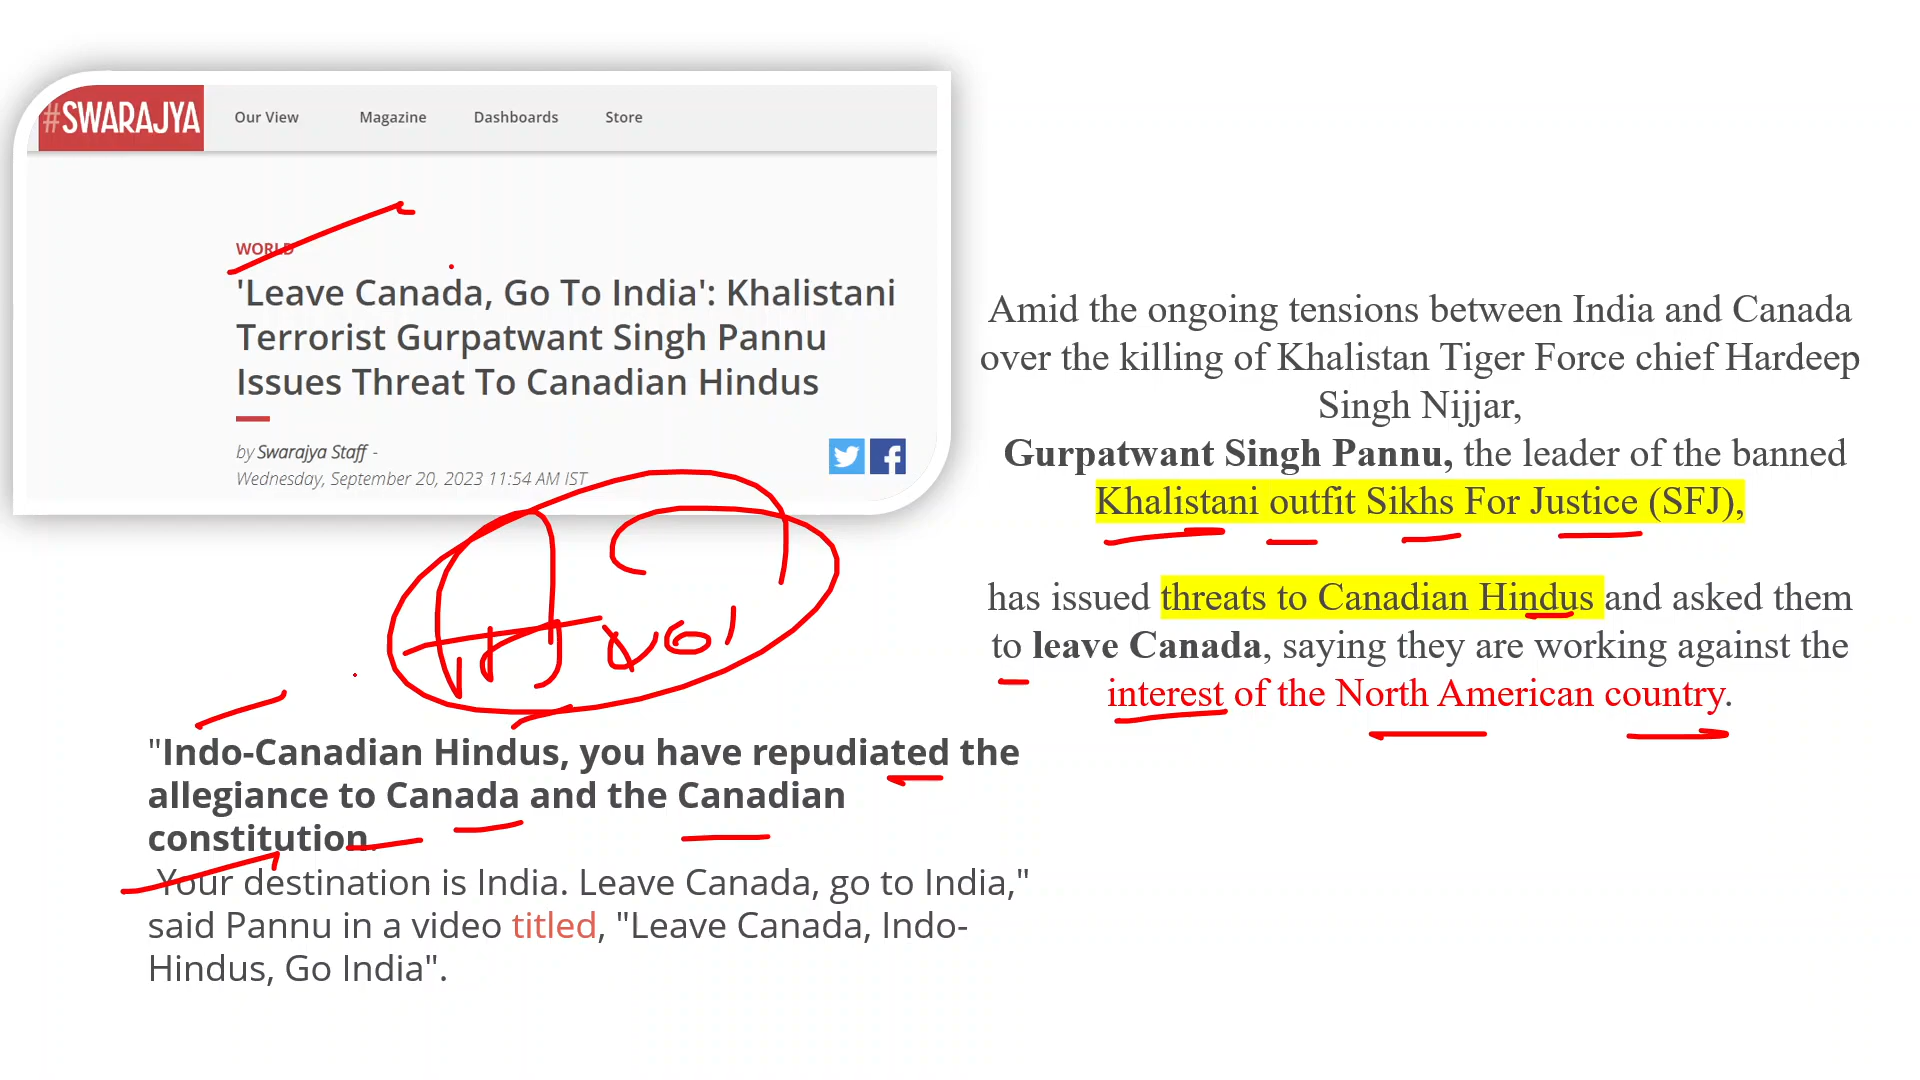 #SWARAJYA
Our View Magazine Dashboards Store
WORLD
'Leave Canada, Go To India': Khalistani
Terrorist Gurpatwant Singh Pannu
Issues Threat To Canadian Hindus
by Swarajya Staff -
Wednesday, September 20, 2023 11:54 AM IST
"Indo-Canadian Hindus, you have repudiated the
allegiance to Canada and the Canadian
constitution.
Your destination is India. Leave Canada, go to India,"
said Pannu in a video titled, "Leave Canada, Indo-
Hindus, Go India".
Amid the ongoing tensions between India and Canada
over the killing of Khalistan Tiger Force chief Hardeep
Singh Nijjar,
Gurpatwant Singh Pannu, the leader of the banned
Khalistani outfit Sikhs For Justice (SFJ),
has issued threats to Canadian Hindus and asked them
to leave Canada, saying they are working against the
interest of the North American country.